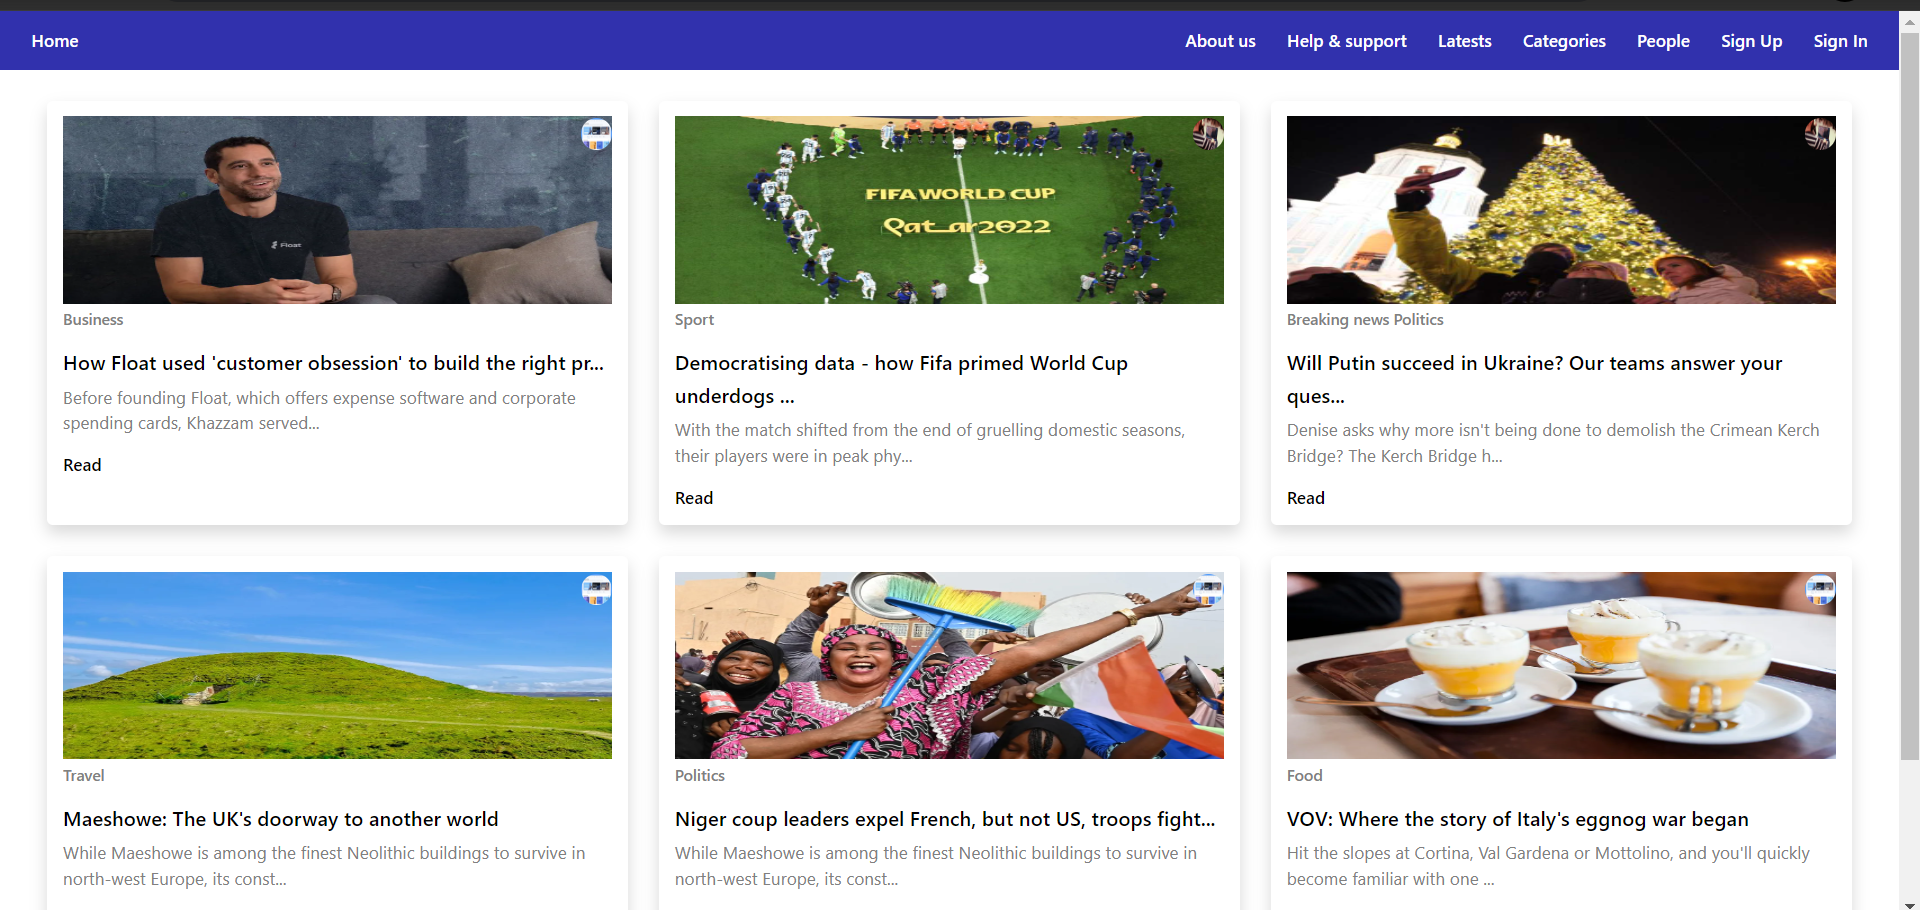 Home About us Help & support Latests Categories People Sign Up Sign In
Float
Business
How Float used 'customer obsession' to build the right pr...
Before founding Float, which offers expense software and corporate
spending cards, Khazzam served...
Read
FIFA WORLD CUP
Qatar2022
Sport
Democratising data - how Fifa primed World Cup
underdogs ...
With the match shifted from the end of gruelling domestic seasons,
their players were in peak phy...
Read
Breaking news Politics
Will Putin succeed in Ukraine? Our teams answer your
ques...
Denise asks why more isn't being done to demolish the Crimean Kerch
Bridge? The Kerch Bridge h...
Read
Travel
Maeshowe: The UK's doorway to another world
While Maeshowe is among the finest Neolithic buildings to survive in
north-west Europe, its const...
Politics
Niger coup leaders expel French, but not US, troops fight...
While Maeshowe is among the finest Neolithic buildings to survive in
north-west Europe, its const...
Food
VOV: Where the story of Italy's eggnog war began
Hit the slopes at Cortina, Val Gardena or Mottolino, and you'll quickly
become familiar with one ...